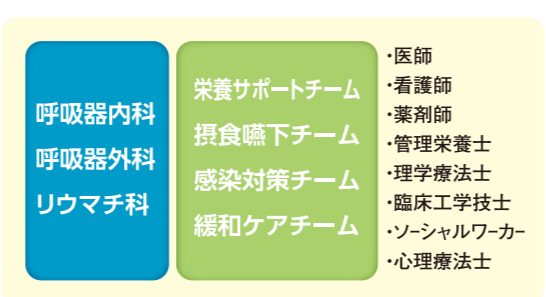 呼吸器内科
呼吸器外科
リウマチ科
栄養サポートチーム
摂食嚥下チーム
感染対策チーム
緩和ケアチーム
・医師
・看護師
・薬剤師
・管理栄養士
・理学療法士
・臨床工学技士
・ソーシャルワーカー
・心理療法士